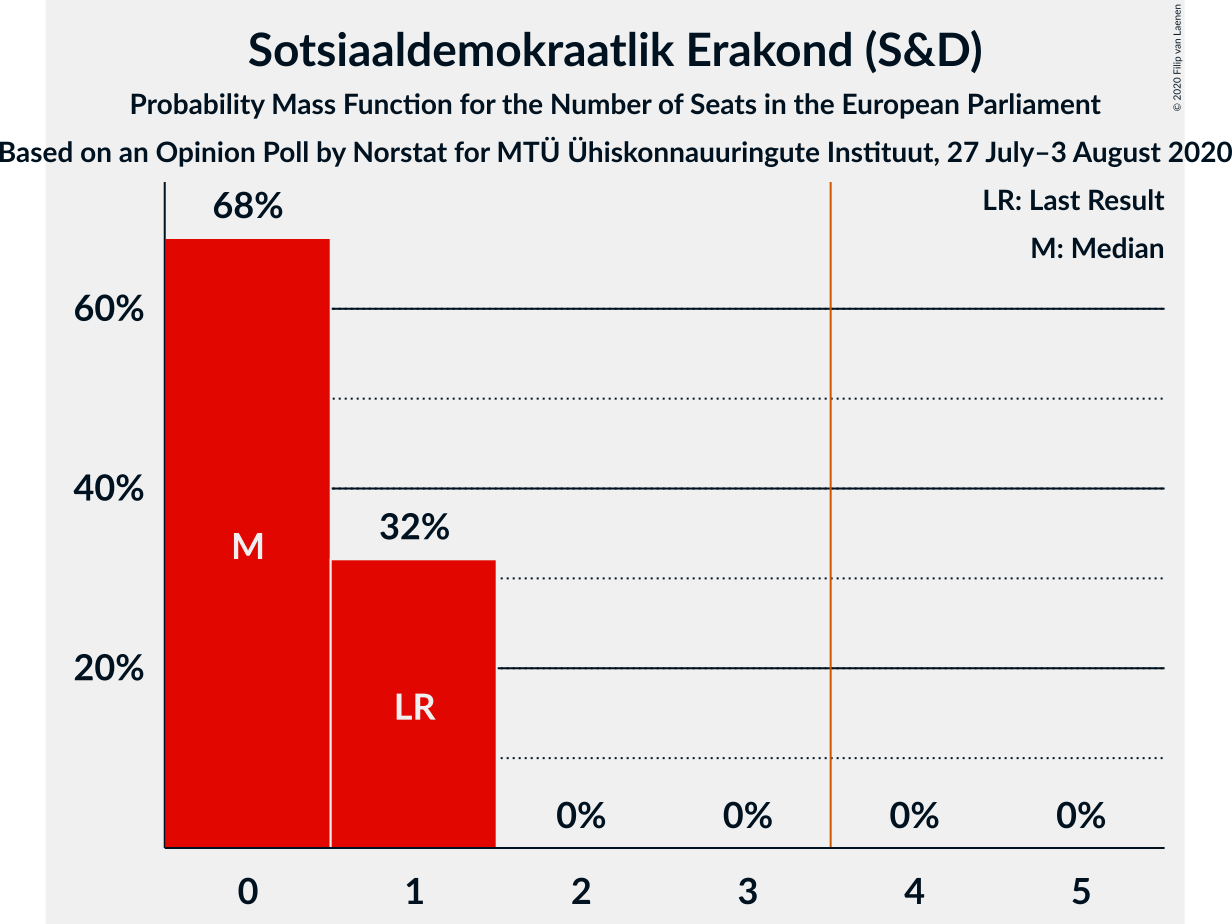 Sotsiaaldemokraatlik Erakond (S&D)
Probability Mass Function for the Number of Seats in the European Parliament
Based on an Opinion Poll by Norstat for MTÜ Ühiskonnauuringute Instituut, 27 July–3 August 2020
© 2020 Filip van Laenen
LR: Last Result
M: Median
68%
60%
40%
32%
M
20%
LR
0% 0% 0% 0%
0 1 2 3 4 5